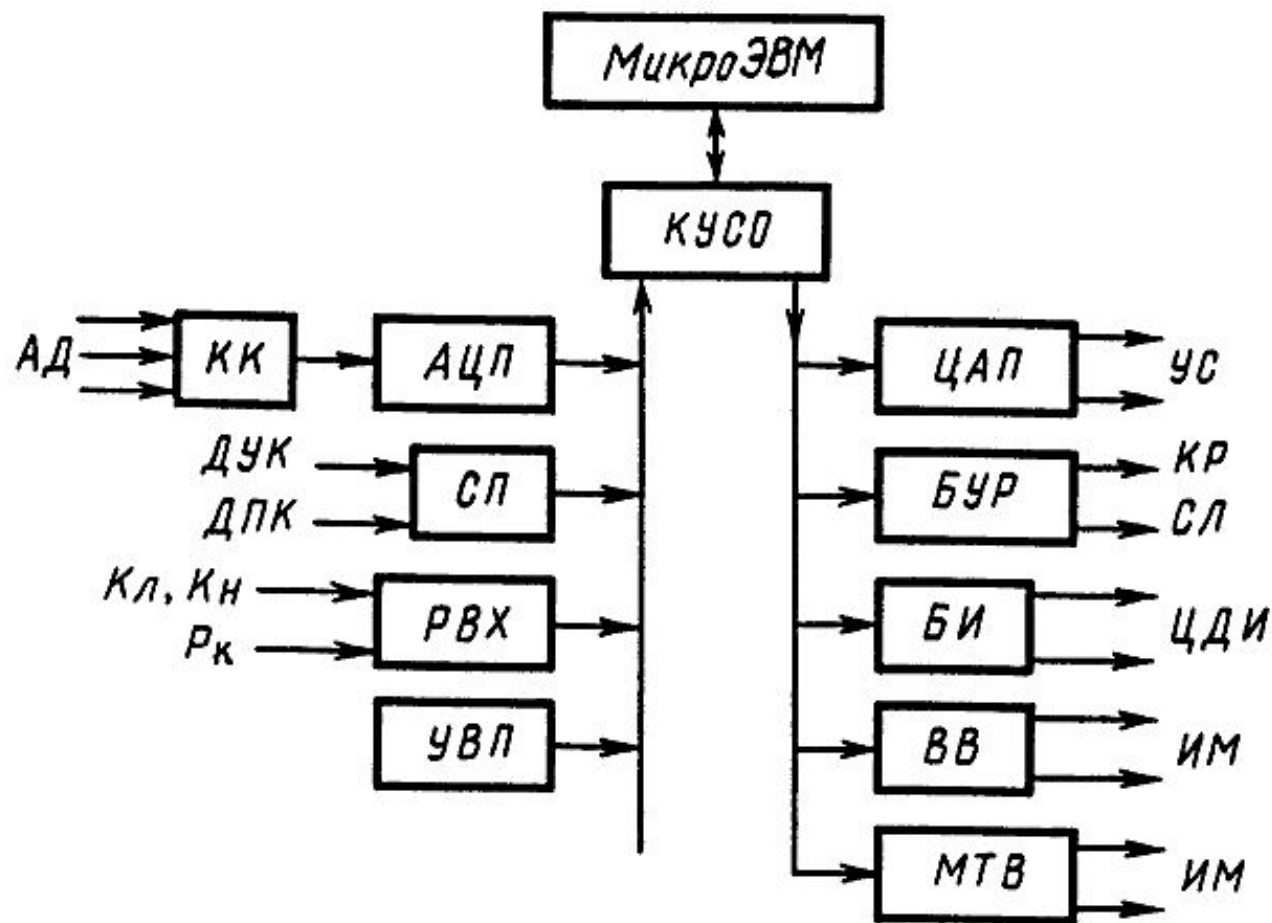 МикроЭВМ
КУСО
АД
КК
АЦП
ЦАП
УС
ДУК
ДПК
СП
БУР
КР
СЛ
Кл, Кн
Рк
РВХ
БИ
ЦДИ
УВП
ВВ
ИМ
МТВ
ИМ